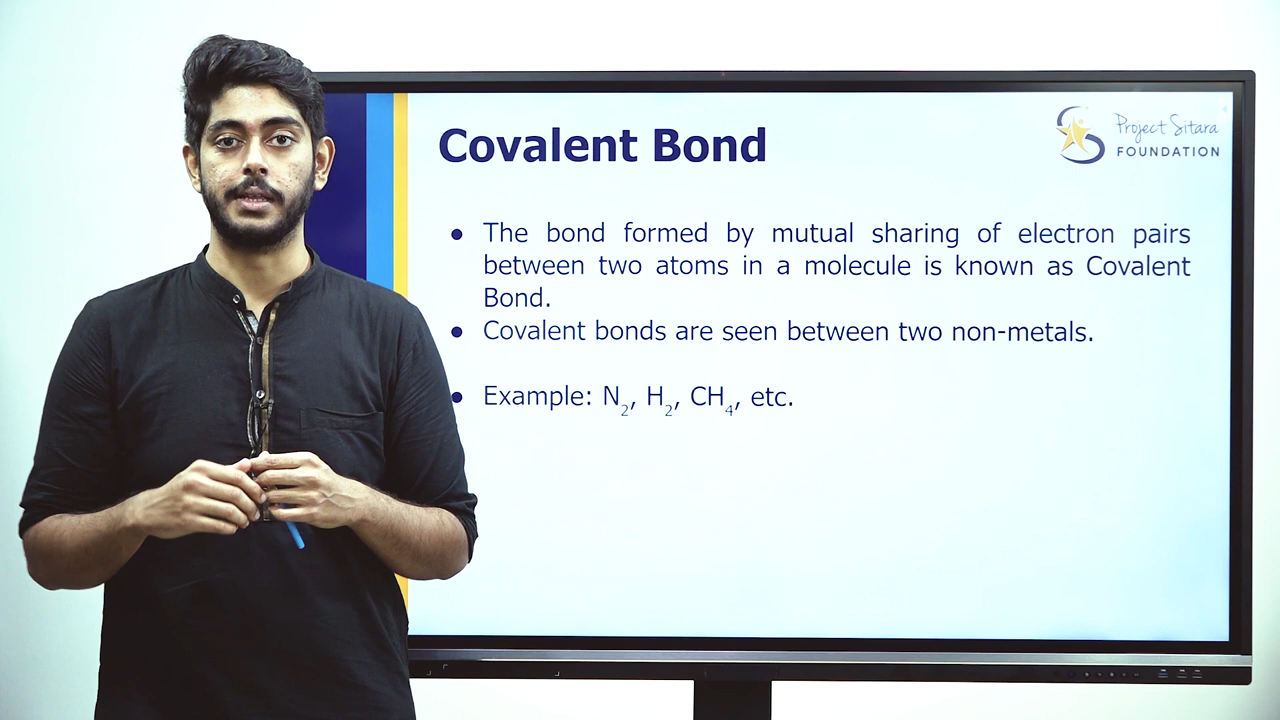 Covalent Bond
Project Sitara
FOUNDATION
● The bond formed by mutual sharing of electron pairs
between two atoms in a molecule is known as Covalent
Bond.
● Covalent bonds are seen between two non-metals.
● Example: N₂, H₂, CH₄, etc.